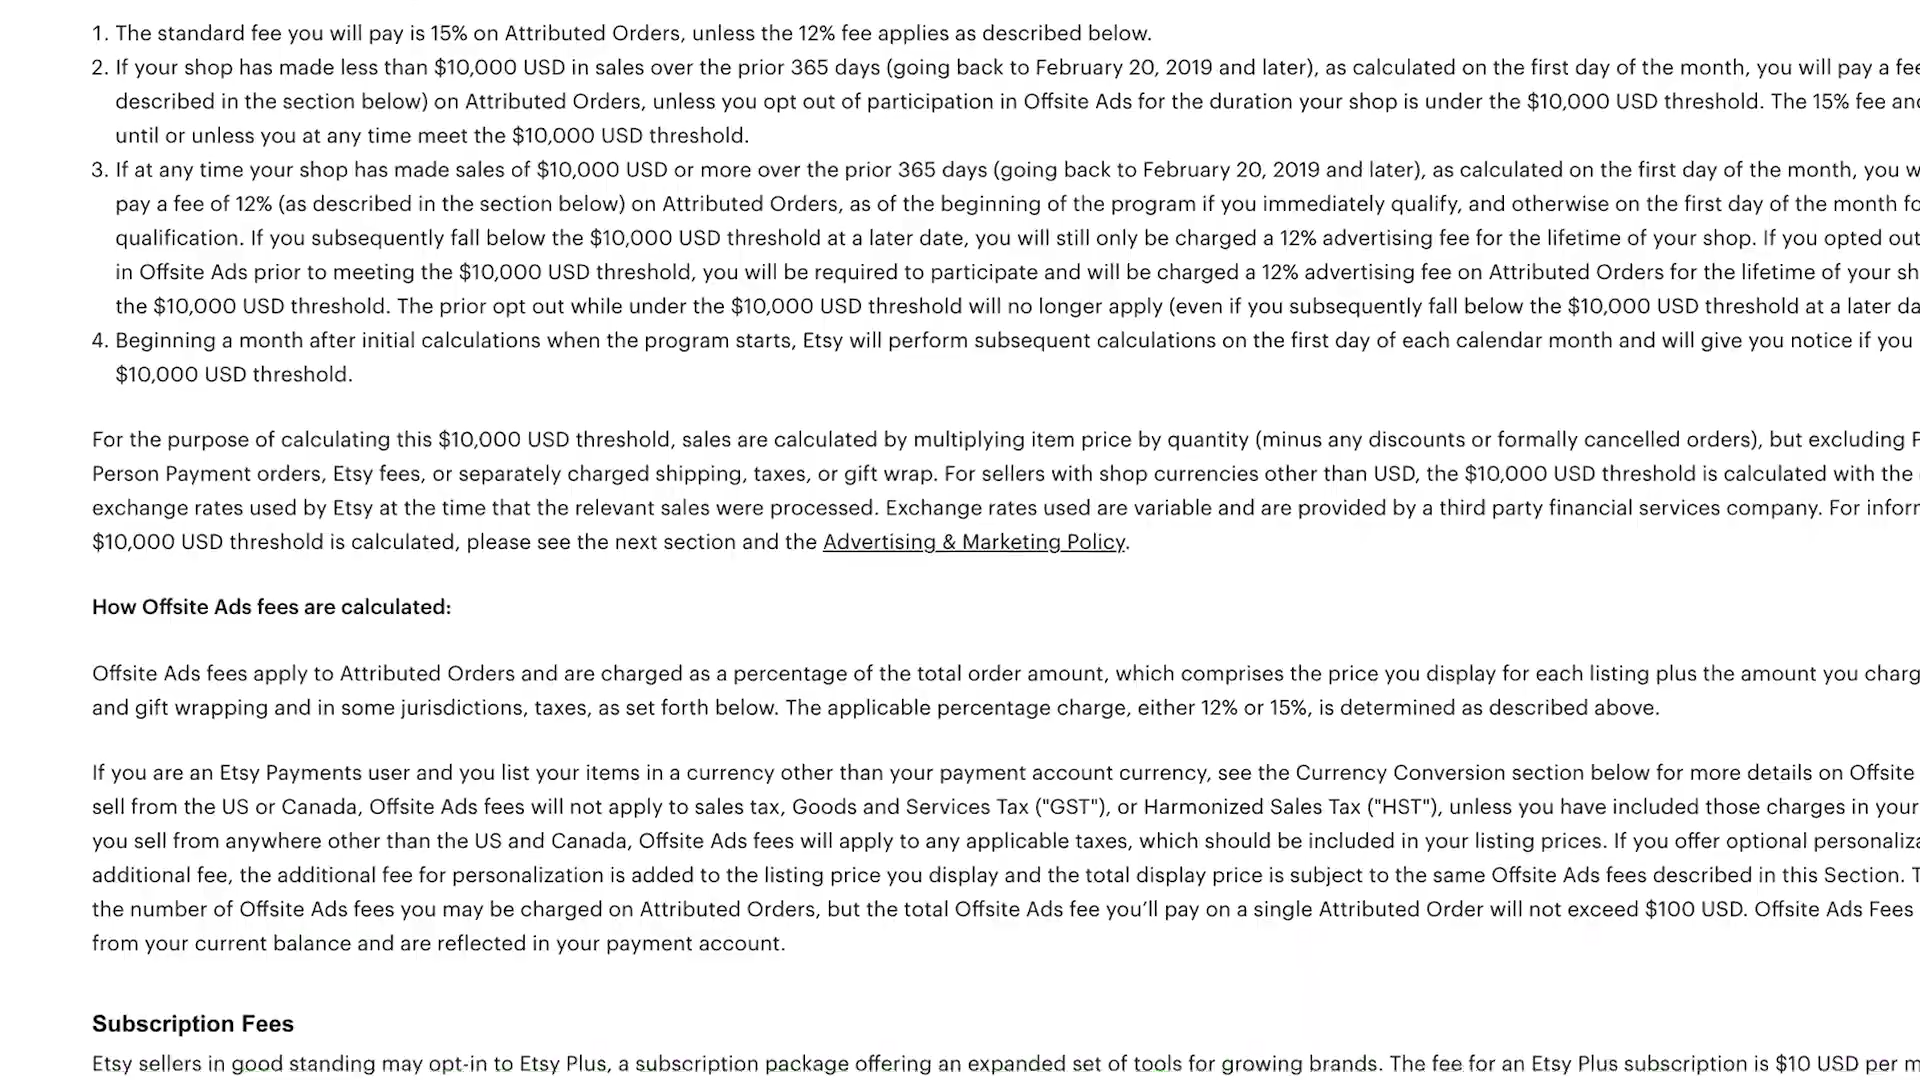 1. The standard fee you will pay is 15% on Attributed Orders, unless the 12% fee applies as described below.
2. If your shop has made less than $10,000 USD in sales over the prior 365 days (going back to February 20, 2019 and later), as calculated on the first day of the month, you will pay a fee
described in the section below) on Attributed Orders, unless you opt out of participation in Offsite Ads for the duration your shop is under the $10,000 USD threshold. The 15% fee and
until or unless you at any time meet the $10,000 USD threshold.
3. If at any time your shop has made sales of $10,000 USD or more over the prior 365 days (going back to February 20, 2019 and later), as calculated on the first day of the month, you w
pay a fee of 12% (as described in the section below) on Attributed Orders, as of the beginning of the program if you immediately qualify, and otherwise on the first day of the month fo
qualification. If you subsequently fall below the $10,000 USD threshold at a later date, you will still only be charged a 12% advertising fee for the lifetime of your shop. If you opted out
in Offsite Ads prior to meeting the $10,000 USD threshold, you will be required to participate and will be charged a 12% advertising fee on Attributed Orders for the lifetime of your sh
the $10,000 USD threshold. The prior opt out while under the $10,000 USD threshold will no longer apply (even if you subsequently fall below the $10,000 USD threshold at a later da
4. Beginning a month after initial calculations when the program starts, Etsy will perform subsequent calculations on the first day of each calendar month and will give you notice if you
$10,000 USD threshold.
For the purpose of calculating this $10,000 USD threshold, sales are calculated by multiplying item price by quantity (minus any discounts or formally cancelled orders), but excluding P
Person Payment orders, Etsy fees, or separately charged shipping, taxes, or gift wrap. For sellers with shop currencies other than USD, the $10,000 USD threshold is calculated with the
exchange rates used by Etsy at the time that the relevant sales were processed. Exchange rates used are variable and are provided by a third party financial services company. For inforr
$10,000 USD threshold is calculated, please see the next section and the Advertising & Marketing Policy.
How Offsite Ads fees are calculated:
Offsite Ads fees apply to Attributed Orders and are charged as a percentage of the total order amount, which comprises the price you display for each listing plus the amount you charg
and gift wrapping and in some jurisdictions, taxes, as set forth below. The applicable percentage charge, either 12% or 15%, is determined as described above.
If you are an Etsy Payments user and you list your items in a currency other than your payment account currency, see the Currency Conversion section below for more details on Offsite
sell from the US or Canada, Offsite Ads fees will not apply to sales tax, Goods and Services Tax ("GST"), or Harmonized Sales Tax ("HST"), unless you have included those charges in your
you sell from anywhere other than the US and Canada, Offsite Ads fees will apply to any applicable taxes, which should be included in your listing prices. If you offer optional personaliza
additional fee, the additional fee for personalization is added to the listing price you display and the total display price is subject to the same Offsite Ads fees described in this Section. T
the number of Offsite Ads fees you may be charged on Attributed Orders, but the total Offsite Ads fee you'll pay on a single Attributed Order will not exceed $100 USD. Offsite Ads Fees
from your current balance and are reflected in your payment account.
Subscription Fees
Etsy sellers in good standing may opt-in to Etsy Plus, a subscription package offering an expanded set of tools for growing brands. The fee for an Etsy Plus subscription is $10 USD per m